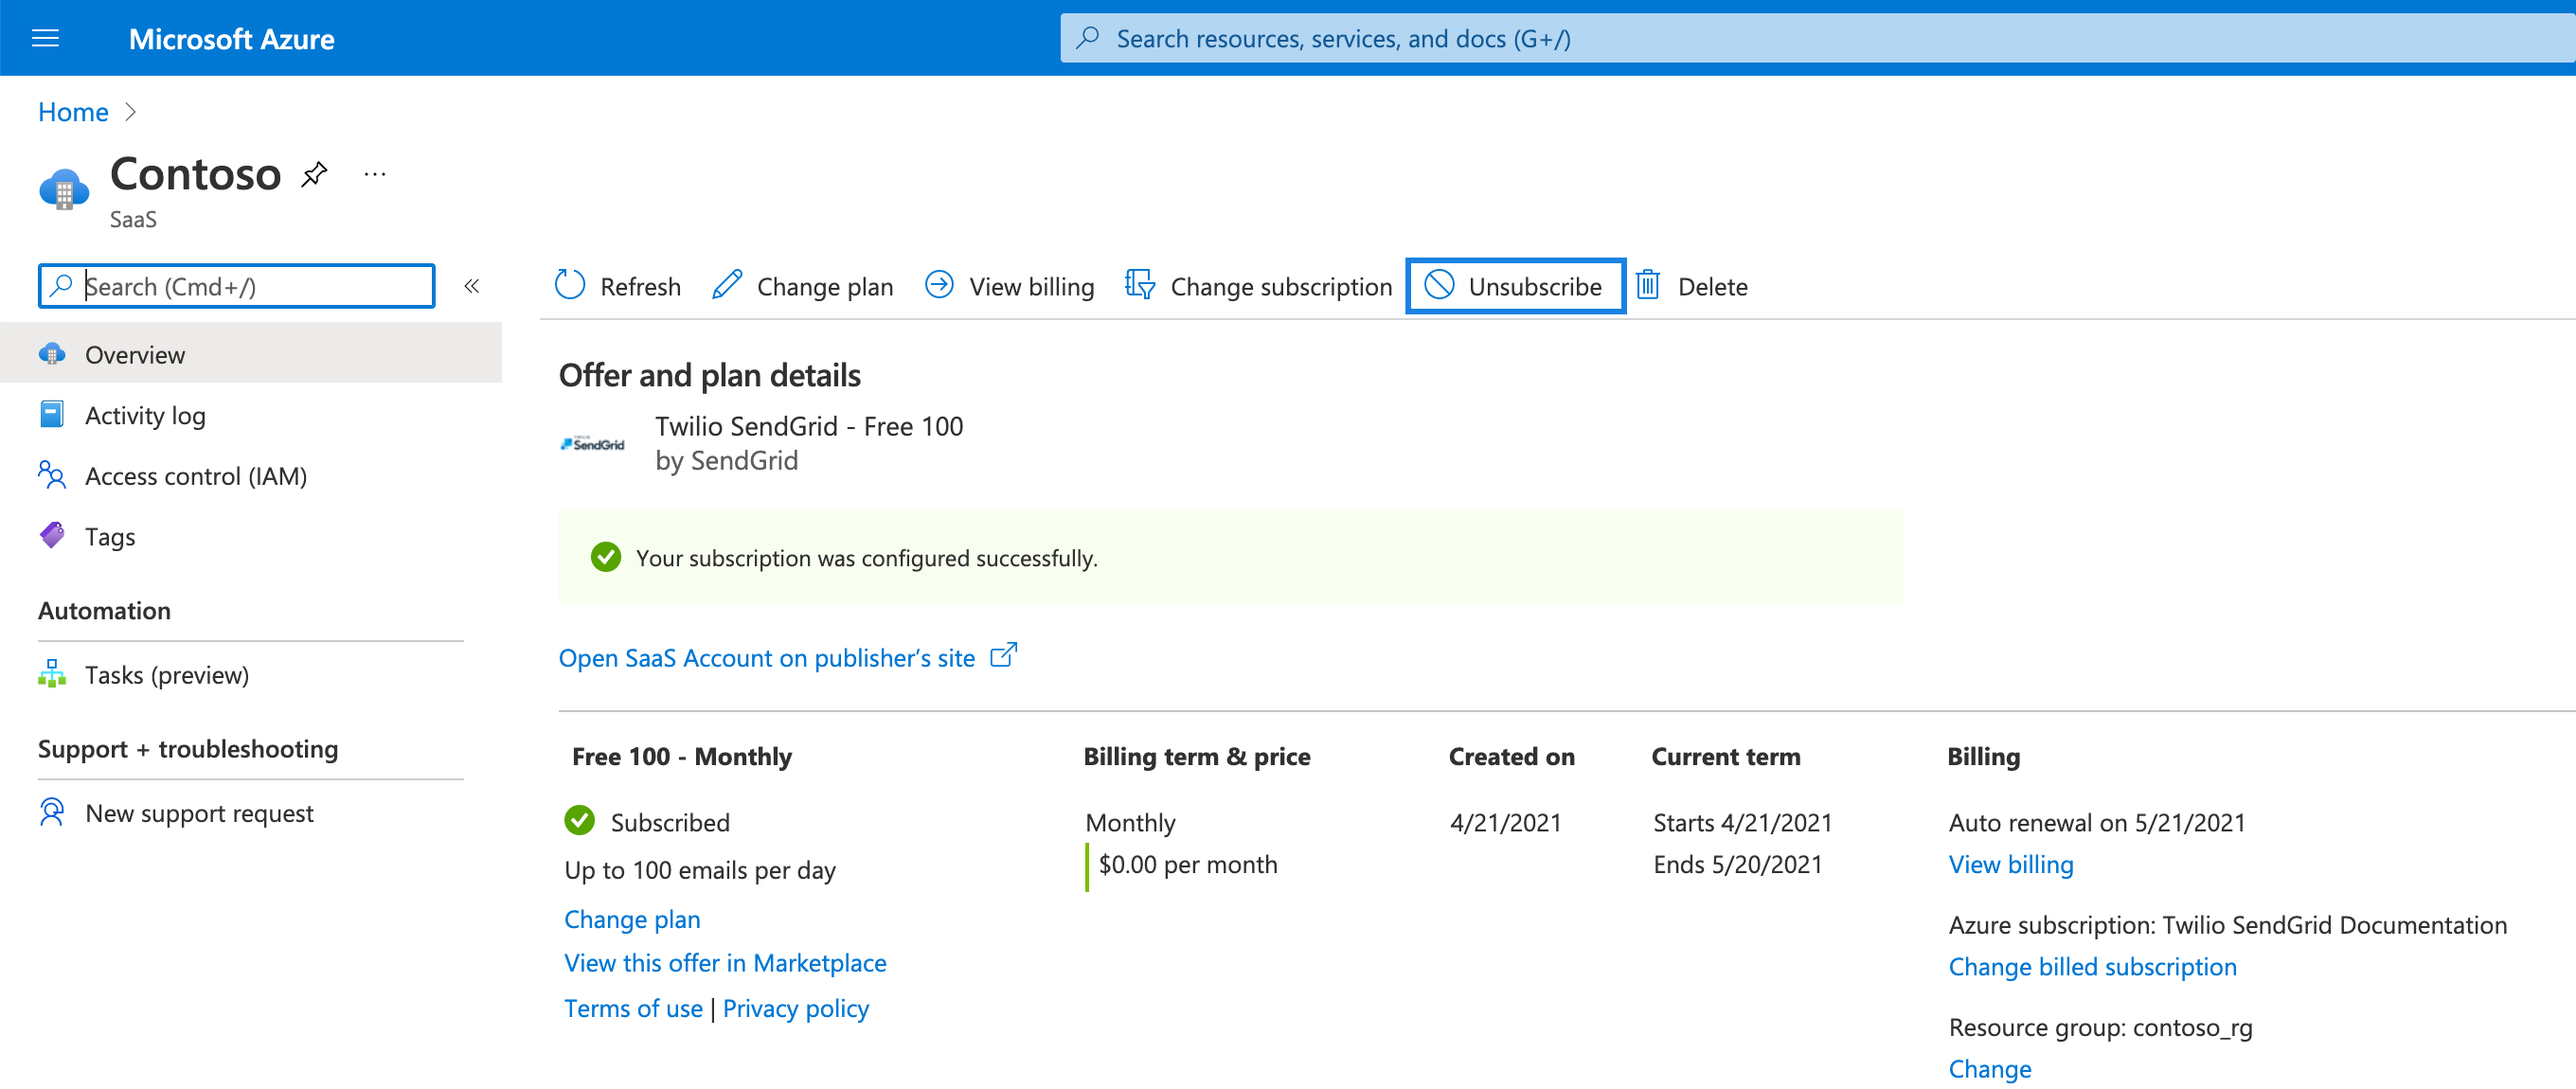 Microsoft Azure
Search resources, services, and docs (G+/)
Home
Contoso
SaaS
Search (Cmd+/)
Refresh
Change plan
View billing
Change subscription
Unsubscribe
Delete
Overview
Activity log
Access control (IAM)
Tags
Automation
Tasks (preview)
Support + troubleshooting
New support request
Offer and plan details
TWILIO
SendGrid
Twilio SendGrid - Free 100
by SendGrid
Your subscription was configured successfully.
Open SaaS Account on publisher’s site
Free 100 - Monthly
Subscribed
Up to 100 emails per day
Change plan
View this offer in Marketplace
Terms of use | Privacy policy
Billing term & price
Monthly
$0.00 per month
Created on
4/21/2021
Current term
Starts 4/21/2021
Ends 5/20/2021
Billing
Auto renewal on 5/21/2021
View billing
Azure subscription: Twilio SendGrid Documentation
Change billed subscription
Resource group: contoso_rg
Change